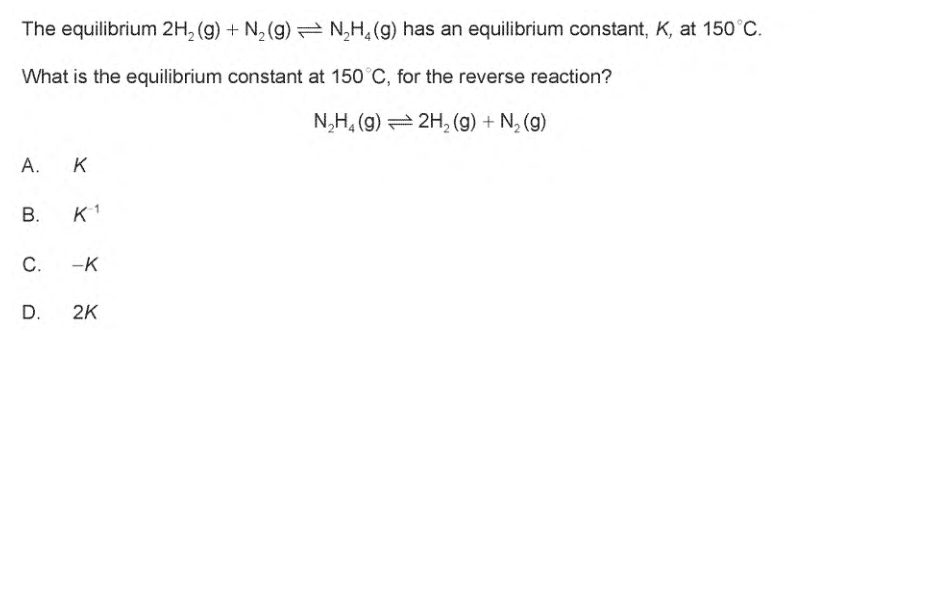 The equilibrium 2H₂(g) + N₂(g) ⇌ N₂H₄(g) has an equilibrium constant, K, at 150°C.
What is the equilibrium constant at 150°C, for the reverse reaction?
N₂H₄(g) ⇌ 2H₂(g) + N₂(g)
A. K
B. K⁻¹
C. –K
D. 2K